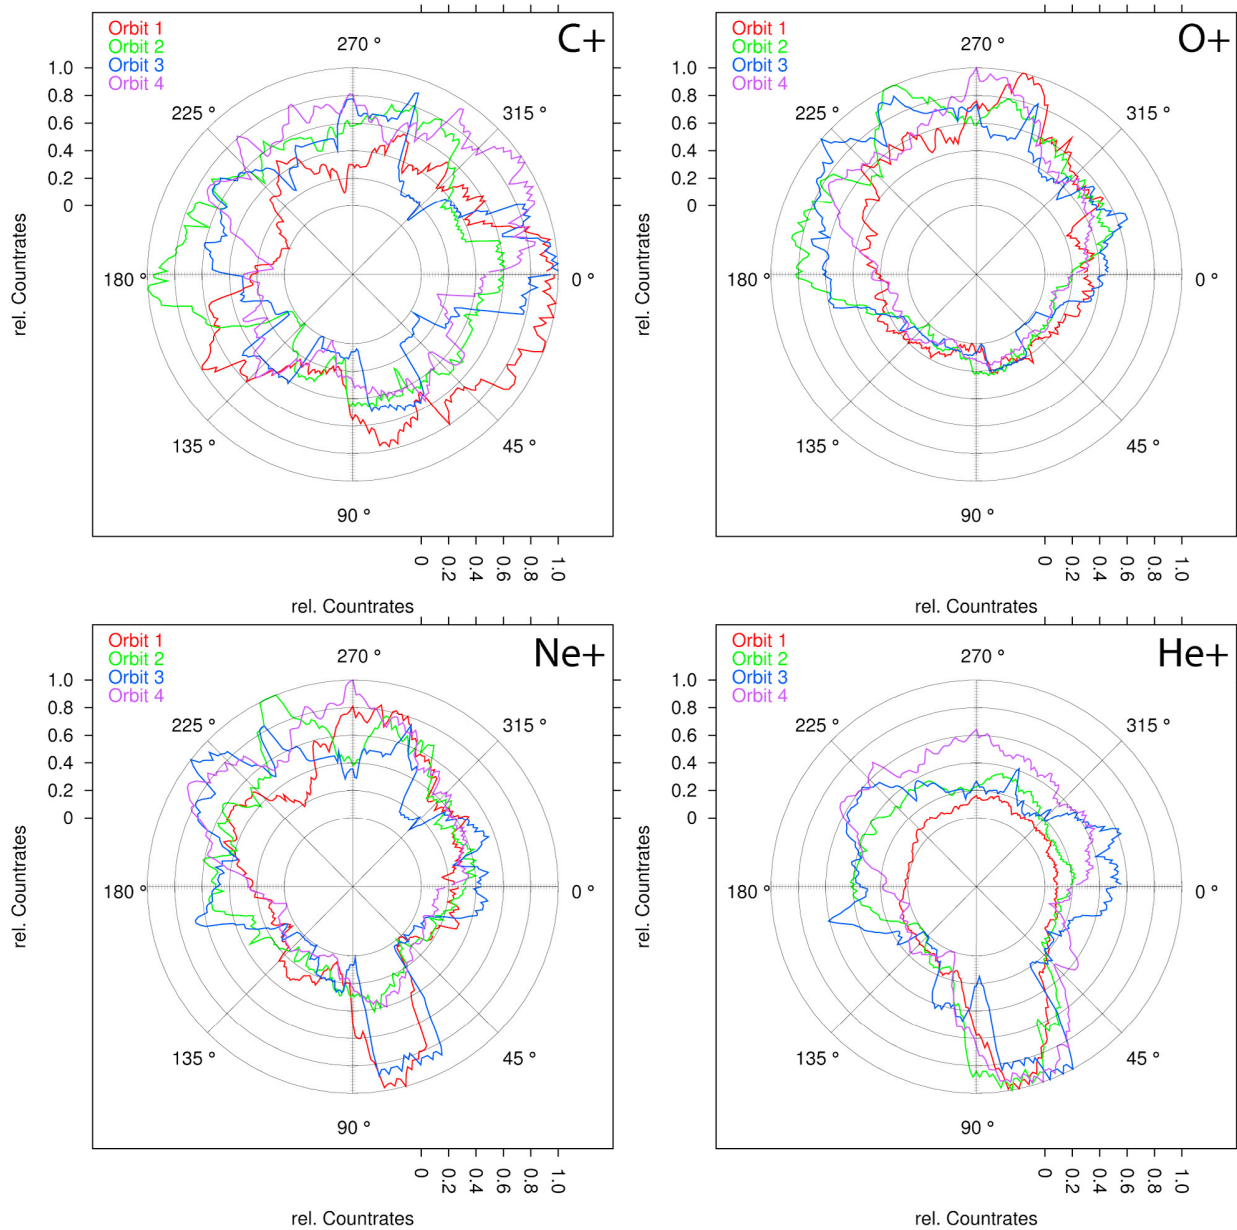 Orbit 1
Orbit 2
Orbit 3
Orbit 4
C+
270 °
225 °
315 °
180 °
0 °
135 °
45 °
90 °
1.0
0.8
0.6
0.4
0.2
0
rel. Countrates
0 0.2 0.4 0.6 0.8 1.0
rel. Countrates
Orbit 1
Orbit 2
Orbit 3
Orbit 4
O+
270 °
225 °
315 °
180 °
0 °
135 °
45 °
90 °
1.0
0.8
0.6
0.4
0.2
0
rel. Countrates
0 0.2 0.4 0.6 0.8 1.0
rel. Countrates
Orbit 1
Orbit 2
Orbit 3
Orbit 4
Ne+
270 °
225 °
315 °
180 °
0 °
135 °
45 °
90 °
1.0
0.8
0.6
0.4
0.2
0
rel. Countrates
0 0.2 0.4 0.6 0.8 1.0
rel. Countrates
Orbit 1
Orbit 2
Orbit 3
Orbit 4
He+
270 °
225 °
315 °
180 °
0 °
135 °
45 °
90 °
1.0
0.8
0.6
0.4
0.2
0
rel. Countrates
0 0.2 0.4 0.6 0.8 1.0
rel. Countrates